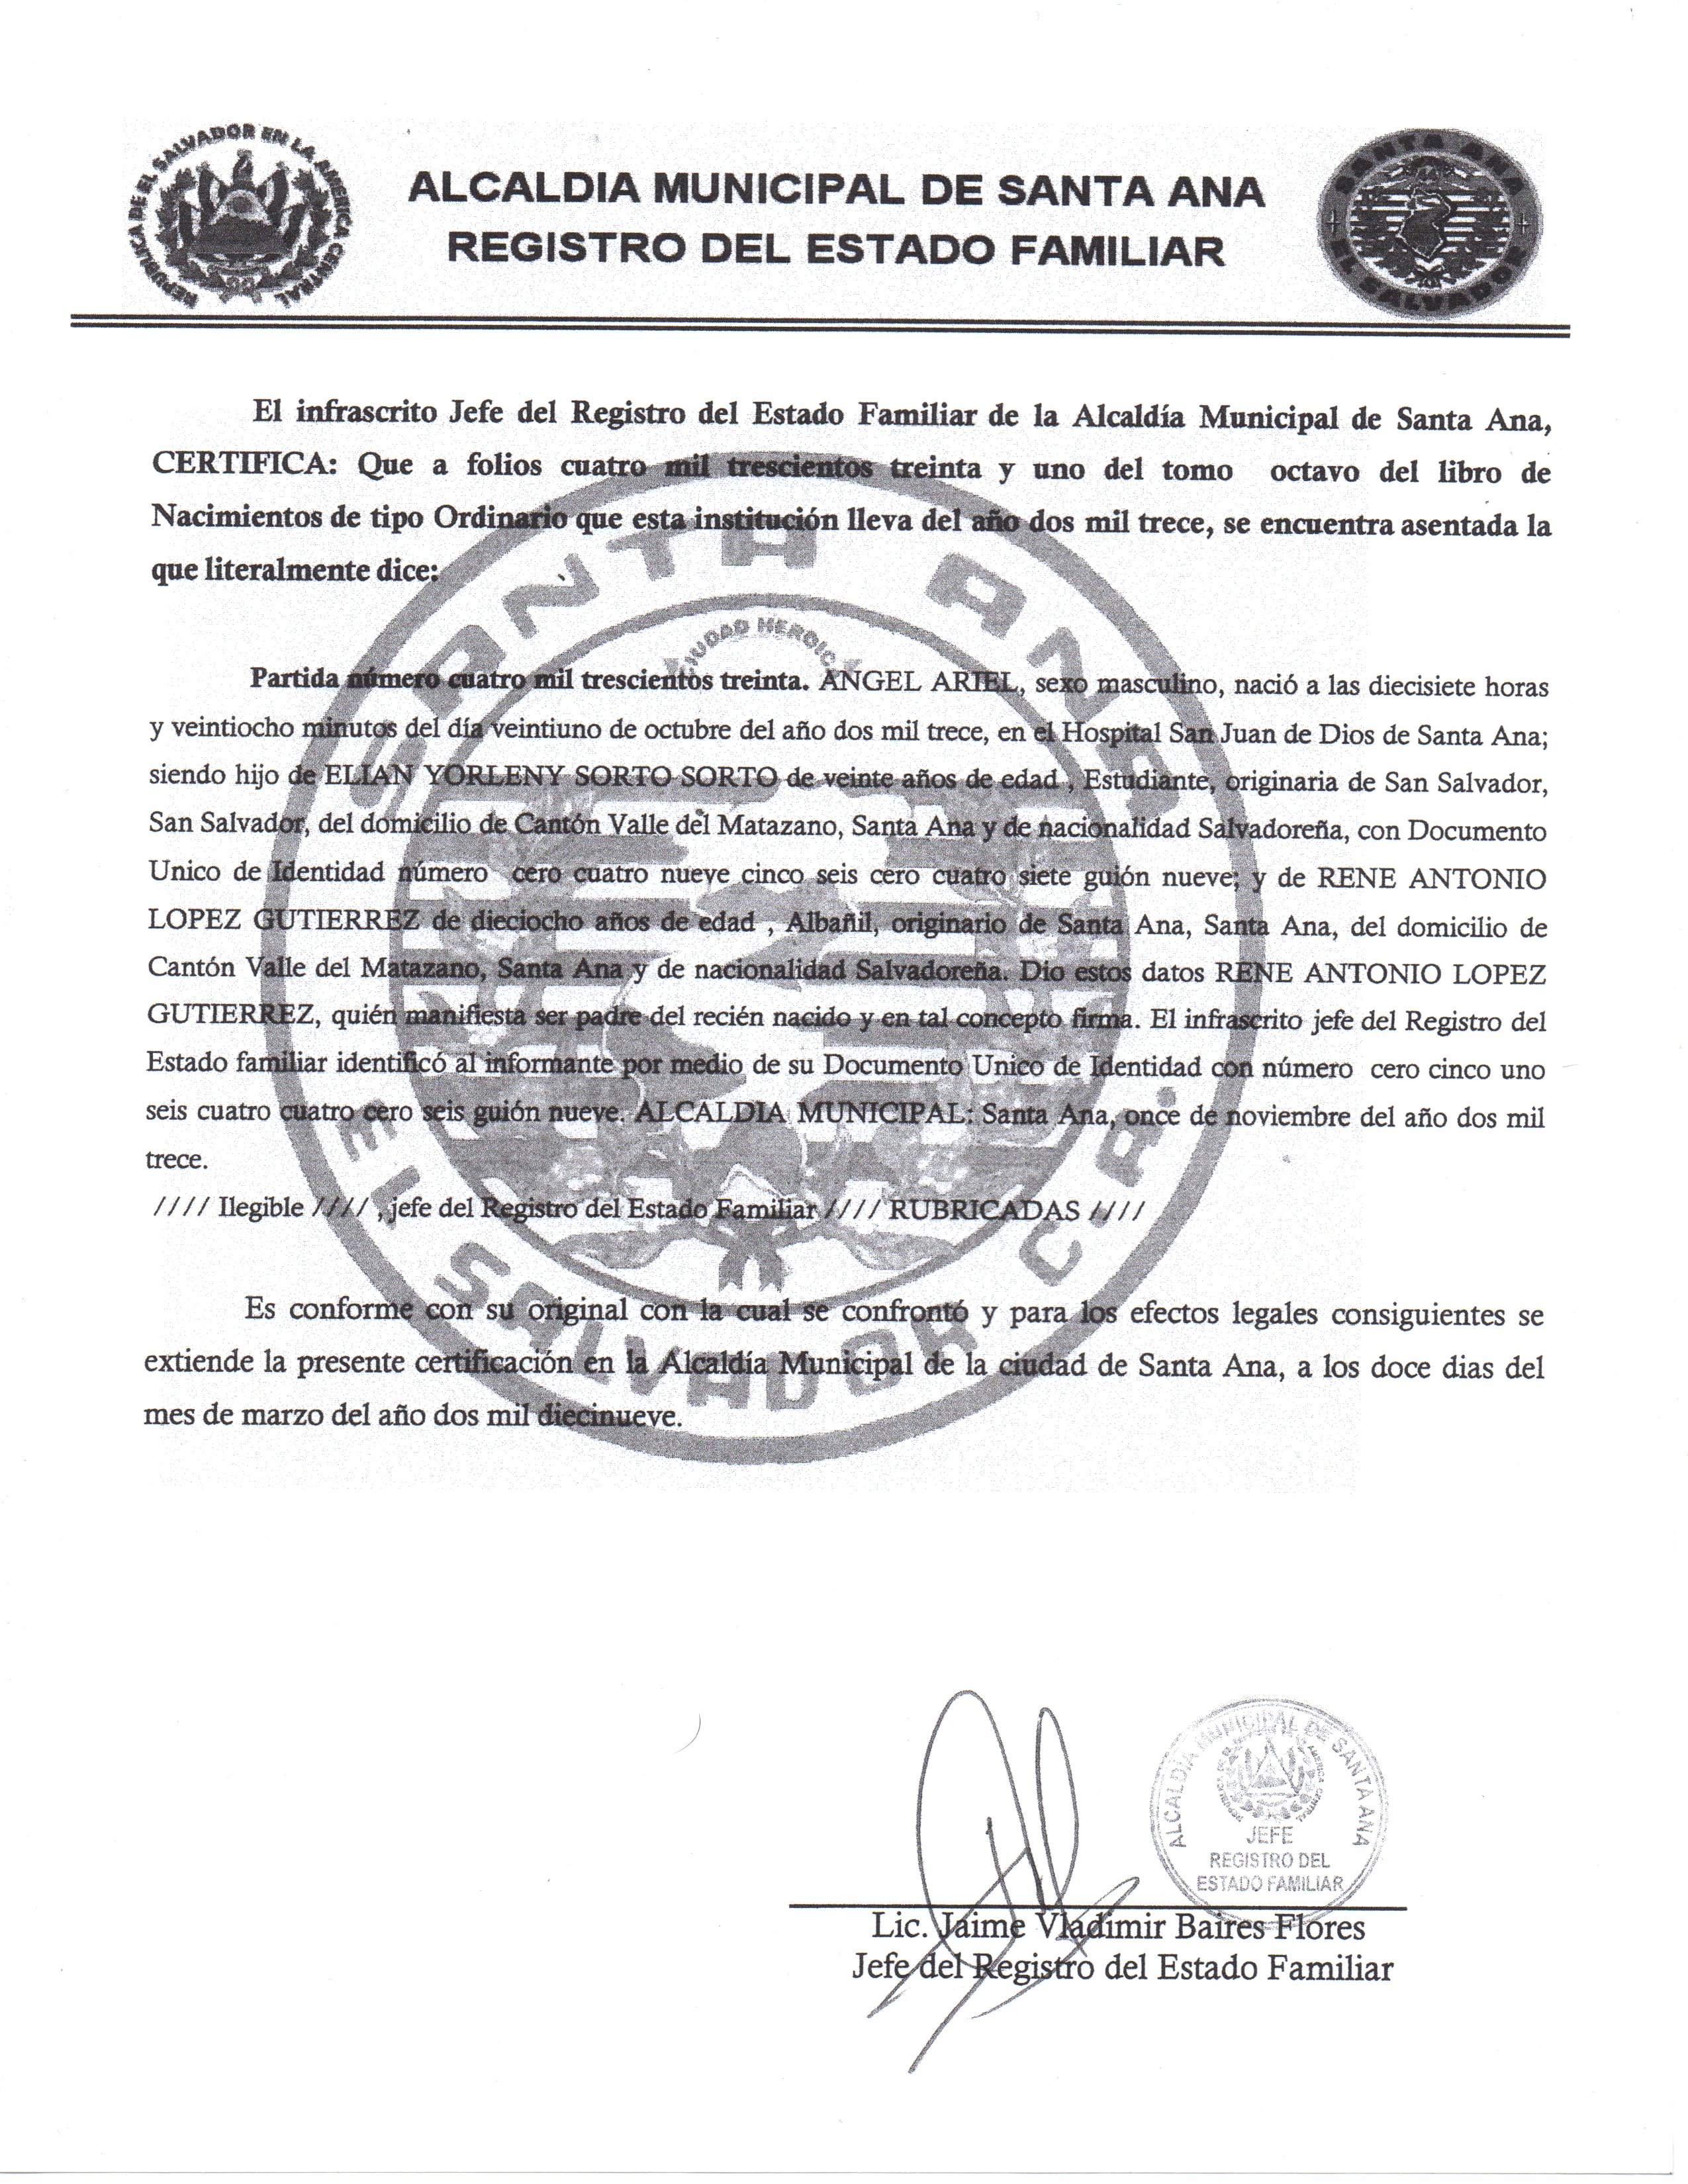 REPUBLICA DE EL SALVADOR EN LA AMERICA CENTRAL
ALCALDIA MUNICIPAL DE SANTA ANA
REGISTRO DEL ESTADO FAMILIAR
SANTA ANA
EL SALVADOR
El infrascrito Jefe del Registro del Estado Familiar de la Alcaldía Municipal de Santa Ana,
CERTIFICA: Que a folios cuatro mil trescientos treinta y uno del tomo octavo del libro de
Nacimientos de tipo Ordinario que esta institución lleva del año dos mil trece, se encuentra asentada la
que literalmente dice:
SANTA ANA
CIUDAD HEROICA
Partida número cuatro mil trescientos treinta. ANGEL ARIEL, sexo masculino, nació a las diecisiete horas
y veintiocho minutos del día veintiuno de octubre del año dos mil trece, en el Hospital San Juan de Dios de Santa Ana;
siendo hijo de ELIAN YORLENY SORTO SORTO de veinte años de edad , Estudiante, originaria de San Salvador,
San Salvador, del domicilio de Cantón Valle del Matazano, Santa Ana y de nacionalidad Salvadoreña, con Documento
Unico de Identidad número cero cuatro nueve cinco seis cero cuatro siete guión nueve; y de RENE ANTONIO
LOPEZ GUTIERREZ de dieciocho años de edad , Albañil, originario de Santa Ana, Santa Ana, del domicilio de
Cantón Valle del Matazano, Santa Ana y de nacionalidad Salvadoreña. Dio estos datos RENE ANTONIO LOPEZ
GUTIERREZ, quién manifiesta ser padre del recién nacido y en tal concepto firma. El infrascrito jefe del Registro del
Estado familiar identificó al informante por medio de su Documento Unico de Identidad con número cero cinco uno
seis cuatro cuatro cero seis guión nueve. ALCALDIA MUNICIPAL: Santa Ana, once de noviembre del año dos mil
trece.
//// Ilegible //// , jefe del Registro del Estado Familiar //// RUBRICADAS ////
EL SALVADOR C.A.
Es conforme con su original con la cual se confrontó y para los efectos legales consiguientes se
extiende la presente certificación en la Alcaldía Municipal de la ciudad de Santa Ana, a los doce dias del
mes de marzo del año dos mil diecinueve.
ALCALDÍA MUNICIPAL DE SANTA ANA
JEFE
REGISTRO DEL
ESTADO FAMILIAR
Lic. Jaime Vladimir Baires Flores
Jefe del Registro del Estado Familiar